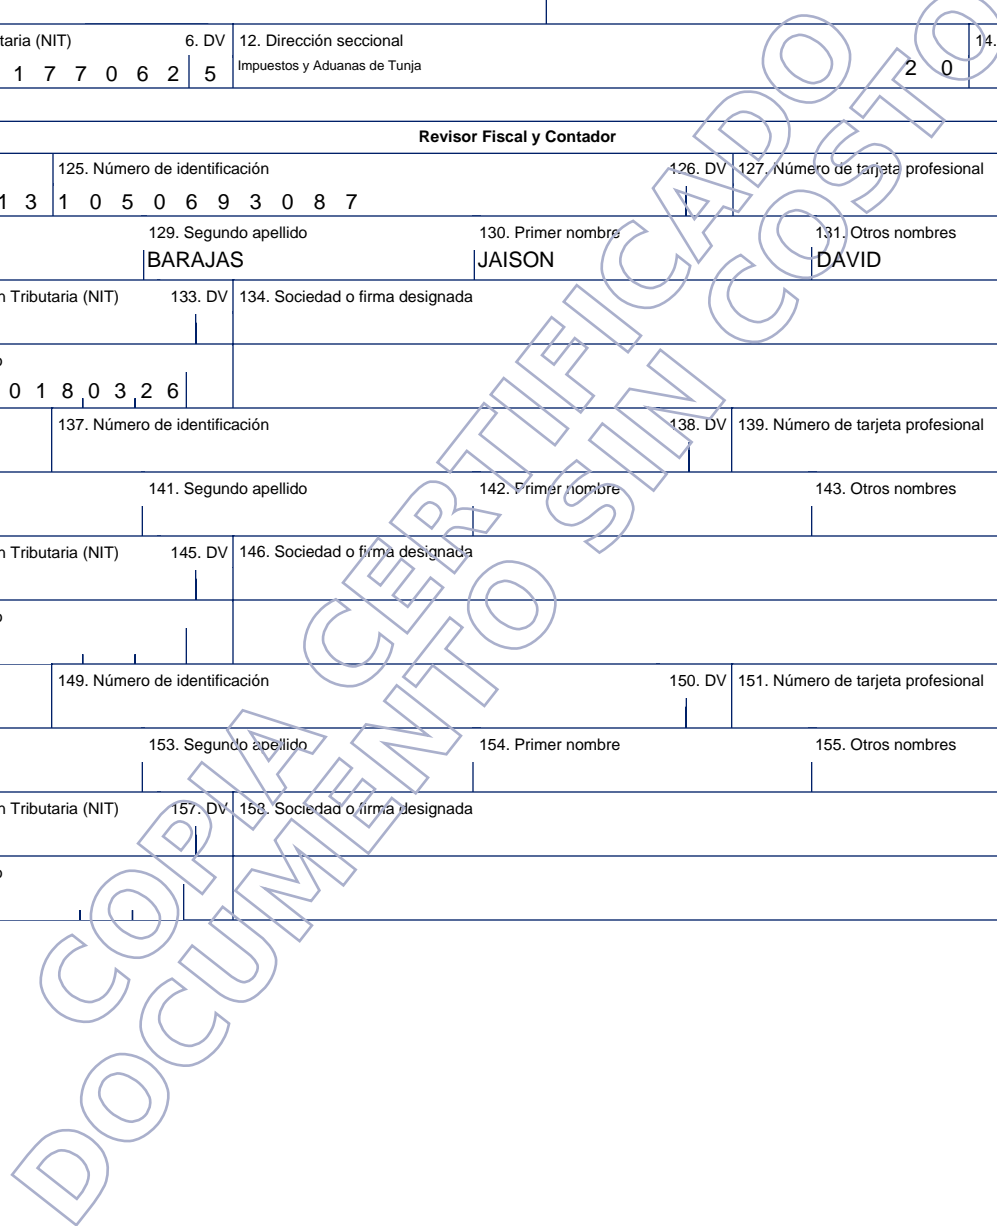 taria (NIT) 6. DV 12. Dirección seccional 14.
1 7 7 0 6 2 5 Impuestos y Aduanas de Tunja 2 0
Revisor Fiscal y Contador
125. Número de identificación 126. DV 127. Número de tarjeta profesional
1 3 1 0 5 0 6 9 3 0 8 7
129. Segundo apellido 130. Primer nombre 131. Otros nombres
BARAJAS JAISON DAVID
n Tributaria (NIT) 133. DV 134. Sociedad o firma designada
o
0 1 8 0 3 2 6
137. Número de identificación 138. DV 139. Número de tarjeta profesional
141. Segundo apellido 142. Primer nombre 143. Otros nombres
n Tributaria (NIT) 145. DV 146. Sociedad o firma designada
o
149. Número de identificación 150. DV 151. Número de tarjeta profesional
153. Segundo apellido 154. Primer nombre 155. Otros nombres
n Tributaria (NIT) 157. DV 158. Sociedad o firma designada
o
COPIA CERTIFICADO
DOCUMENTO SIN COSTO